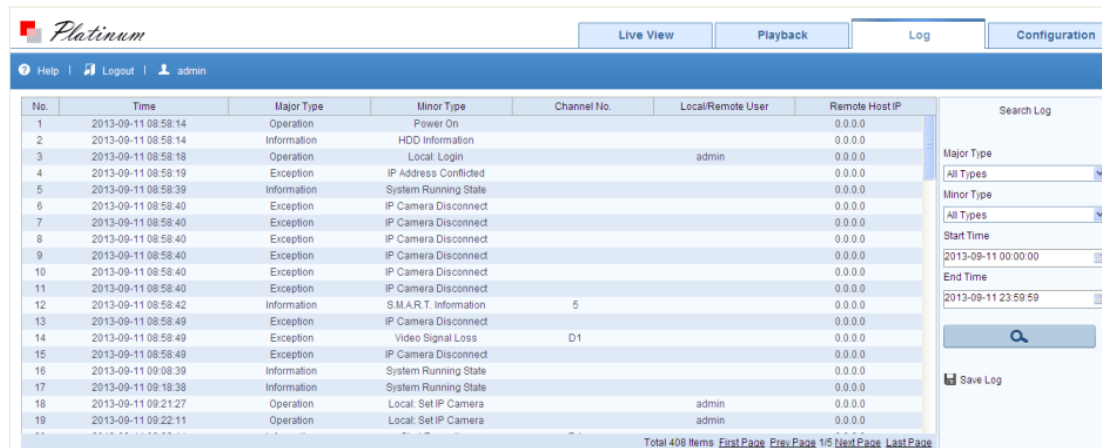 Platinum
Live View Playback Log Configuration
Help | Logout | admin
No. Time Major Type Minor Type Channel No. Local/Remote User Remote Host IP
1 2013-09-11 08:58:14 Operation Power On 0.0.0.0
2 2013-09-11 08:58:14 Information HDD Information 0.0.0.0
3 2013-09-11 08:58:18 Operation Local: Login admin 0.0.0.0
4 2013-09-11 08:58:19 Exception IP Address Conflicted 0.0.0.0
5 2013-09-11 08:58:39 Information System Running State 0.0.0.0
6 2013-09-11 08:58:40 Exception IP Camera Disconnect 0.0.0.0
7 2013-09-11 08:58:40 Exception IP Camera Disconnect 0.0.0.0
8 2013-09-11 08:58:40 Exception IP Camera Disconnect 0.0.0.0
9 2013-09-11 08:58:40 Exception IP Camera Disconnect 0.0.0.0
10 2013-09-11 08:58:40 Exception IP Camera Disconnect 0.0.0.0
11 2013-09-11 08:58:40 Exception IP Camera Disconnect 0.0.0.0
12 2013-09-11 08:58:42 Information S.M.A.R.T. Information 5 0.0.0.0
13 2013-09-11 08:58:49 Exception IP Camera Disconnect 0.0.0.0
14 2013-09-11 08:58:49 Exception Video Signal Loss D1 0.0.0.0
15 2013-09-11 08:58:49 Exception IP Camera Disconnect 0.0.0.0
16 2013-09-11 09:08:39 Information System Running State 0.0.0.0
17 2013-09-11 09:18:38 Information System Running State 0.0.0.0
18 2013-09-11 09:21:27 Operation Local: Set IP Camera admin 0.0.0.0
19 2013-09-11 09:22:11 Operation Local: Set IP Camera admin 0.0.0.0
Total 408 Items First Page Prev Page 1/5 Next Page Last Page
Search Log
Major Type
All Types
Minor Type
All Types
Start Time
2013-09-11 00:00:00
End Time
2013-09-11 23:59:59
Save Log